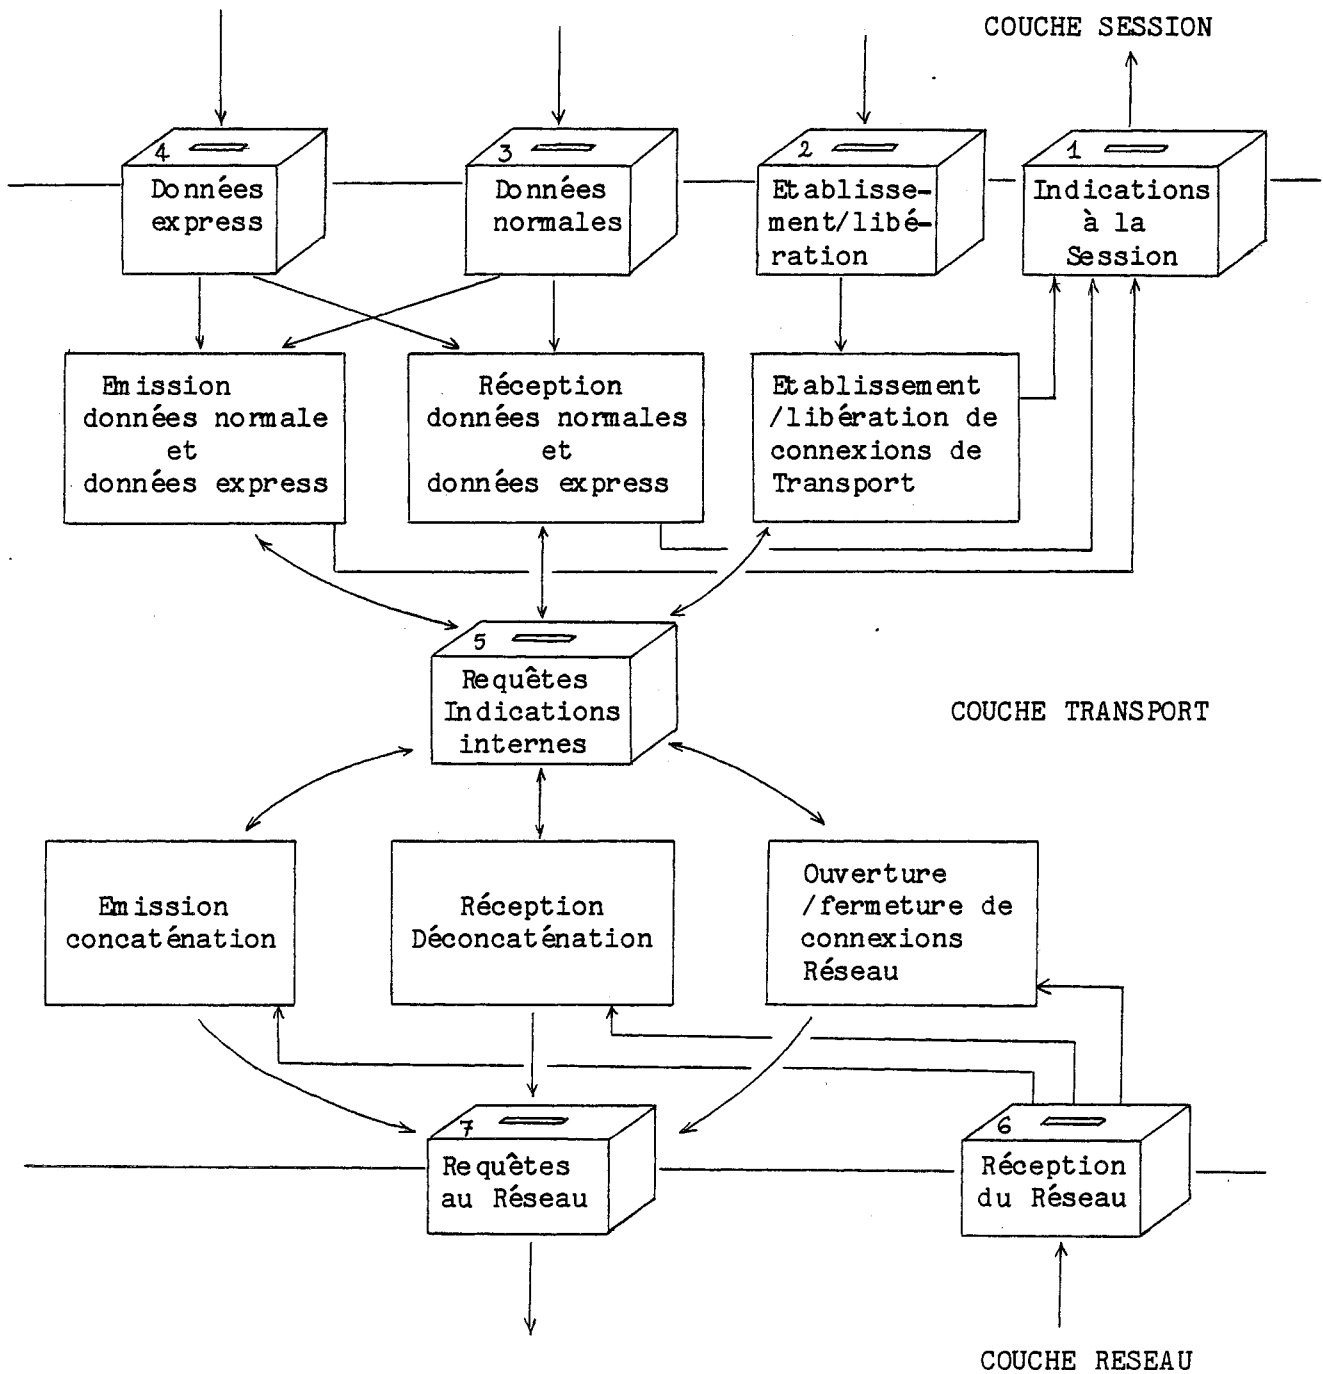 COUCHE SESSION
4
Données
express
3
Données
normales
2
Etablisse-
ment/libé-
ration
1
Indications
à la
Session
Emission
données normale
et
données express
Réception
données normales
et
données express
Etablissement
/libération de
connexions de
Transport
5
Requêtes
Indications
internes
COUCHE TRANSPORT
Emission
concaténation
Réception
Déconcaténation
Ouverture
/fermeture de
connexions
Réseau
7
Requêtes
au Réseau
6
Réception
du Réseau
COUCHE RESEAU